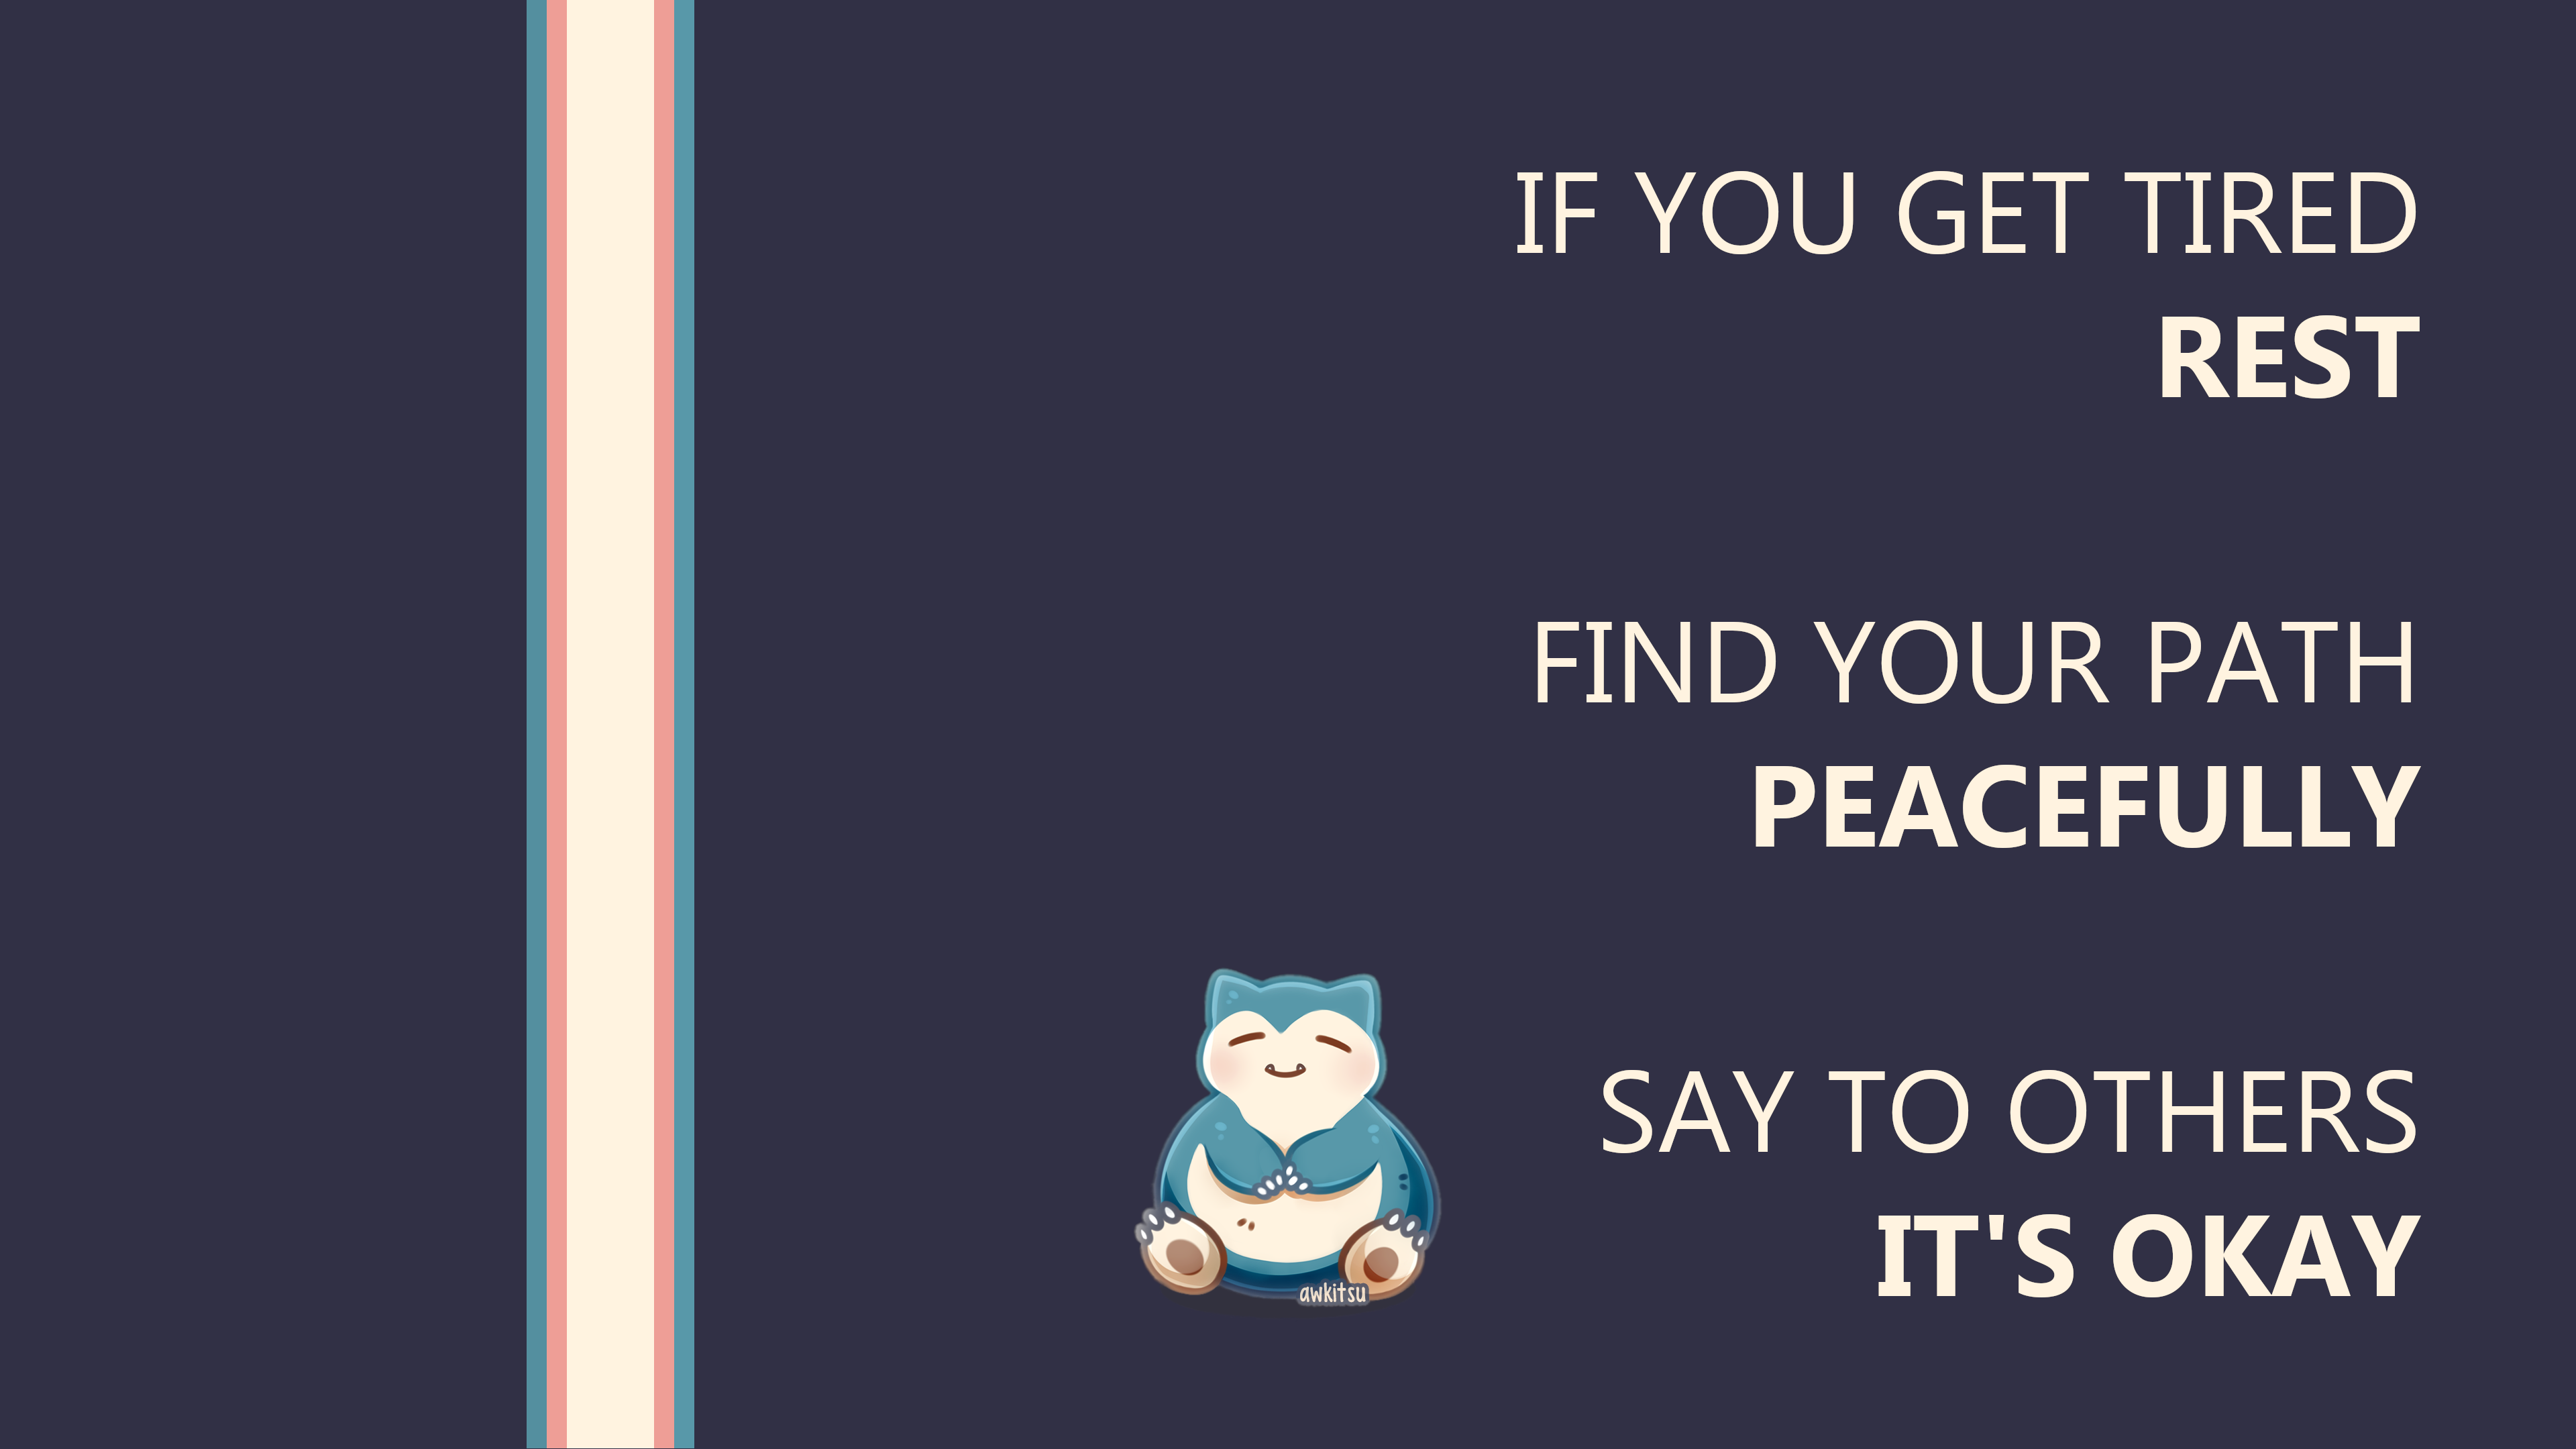 IF YOU GET TIRED
REST
FIND YOUR PATH
PEACEFULLY
SAY TO OTHERS
IT'S OKAY
awkitsu